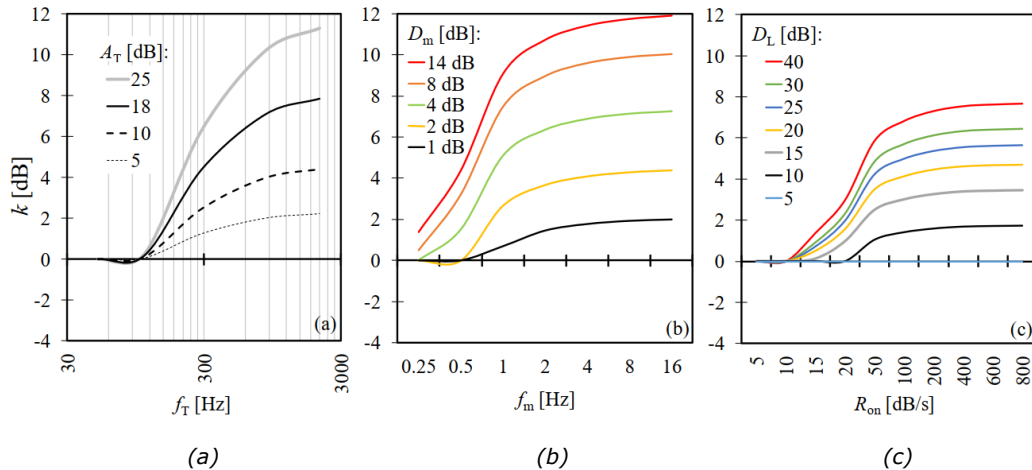 12
10
8
6
4
2
0
-2
-4
k [dB]
A_T [dB]:
25
18
10
5
(a)
30
300
3000
f_T [Hz]
12
10
8
6
4
2
0
-2
-4
D_m [dB]:
14 dB
8 dB
4 dB
2 dB
1 dB
(b)
0.25 0.5 1 2 4 8 16
f_m [Hz]
12
10
8
6
4
2
0
-2
-4
D_L [dB]:
40
30
25
20
15
10
5
(c)
5 10 15 20 50 100 200 400 600 800
R_on [dB/s]
(a) (b) (c)